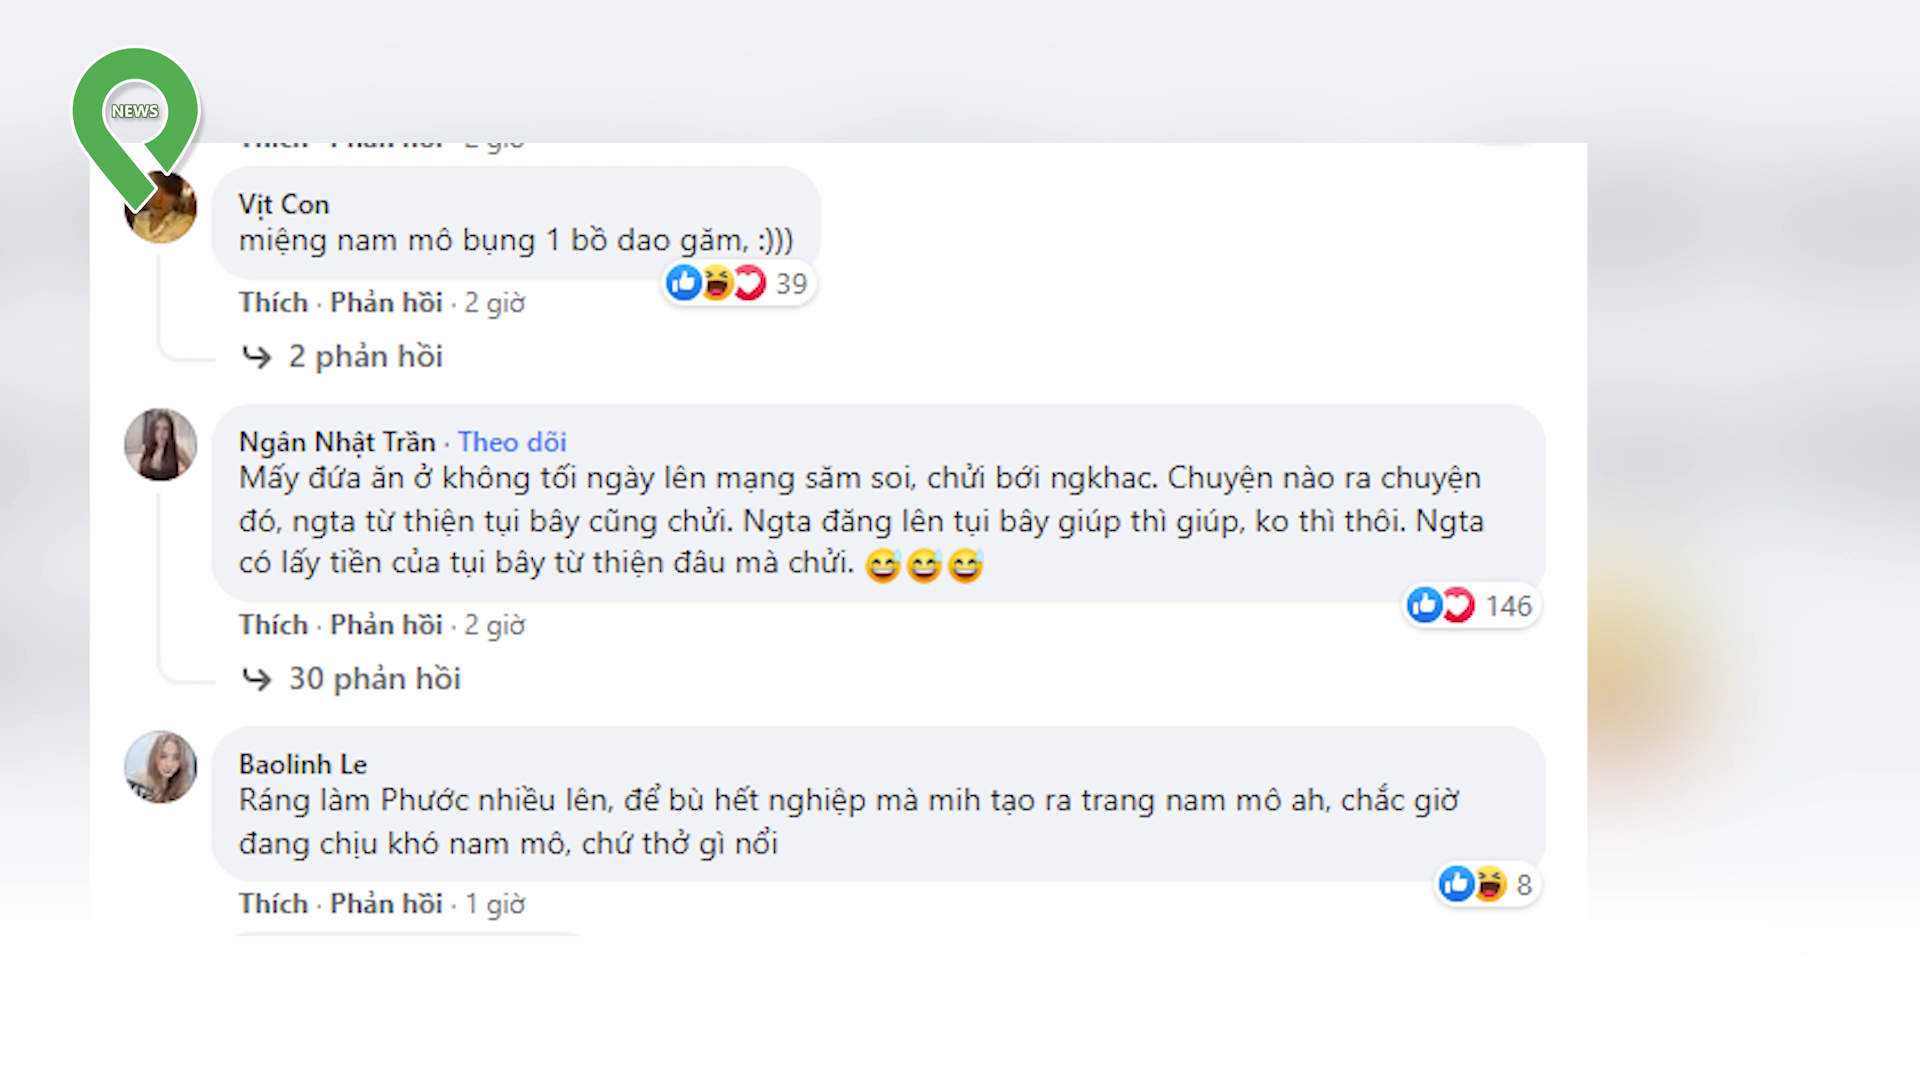 NEWS
Thích · Phản hồi · 2 giờ
Vịt Con
miệng nam mô bụng 1 bồ dao găm, :)))
39
Thích · Phản hồi · 2 giờ
2 phản hồi
Ngân Nhật Trần · Theo dõi
Mấy đứa ăn ở không tối ngày lên mạng săm soi, chửi bới ngkhac. Chuyện nào ra chuyện
đó, ngta từ thiện tụi bây cũng chửi. Ngta đăng lên tụi bây giúp thì giúp, ko thì thôi. Ngta
có lấy tiền của tụi bây từ thiện đâu mà chửi. 😅😅😅
146
Thích · Phản hồi · 2 giờ
30 phản hồi
Baolinh Le
Ráng làm Phước nhiều lên, để bù hết nghiệp mà mih tạo ra trang nam mô ah, chắc giờ
đang chịu khó nam mô, chứ thở gì nổi
8
Thích · Phản hồi · 1 giờ